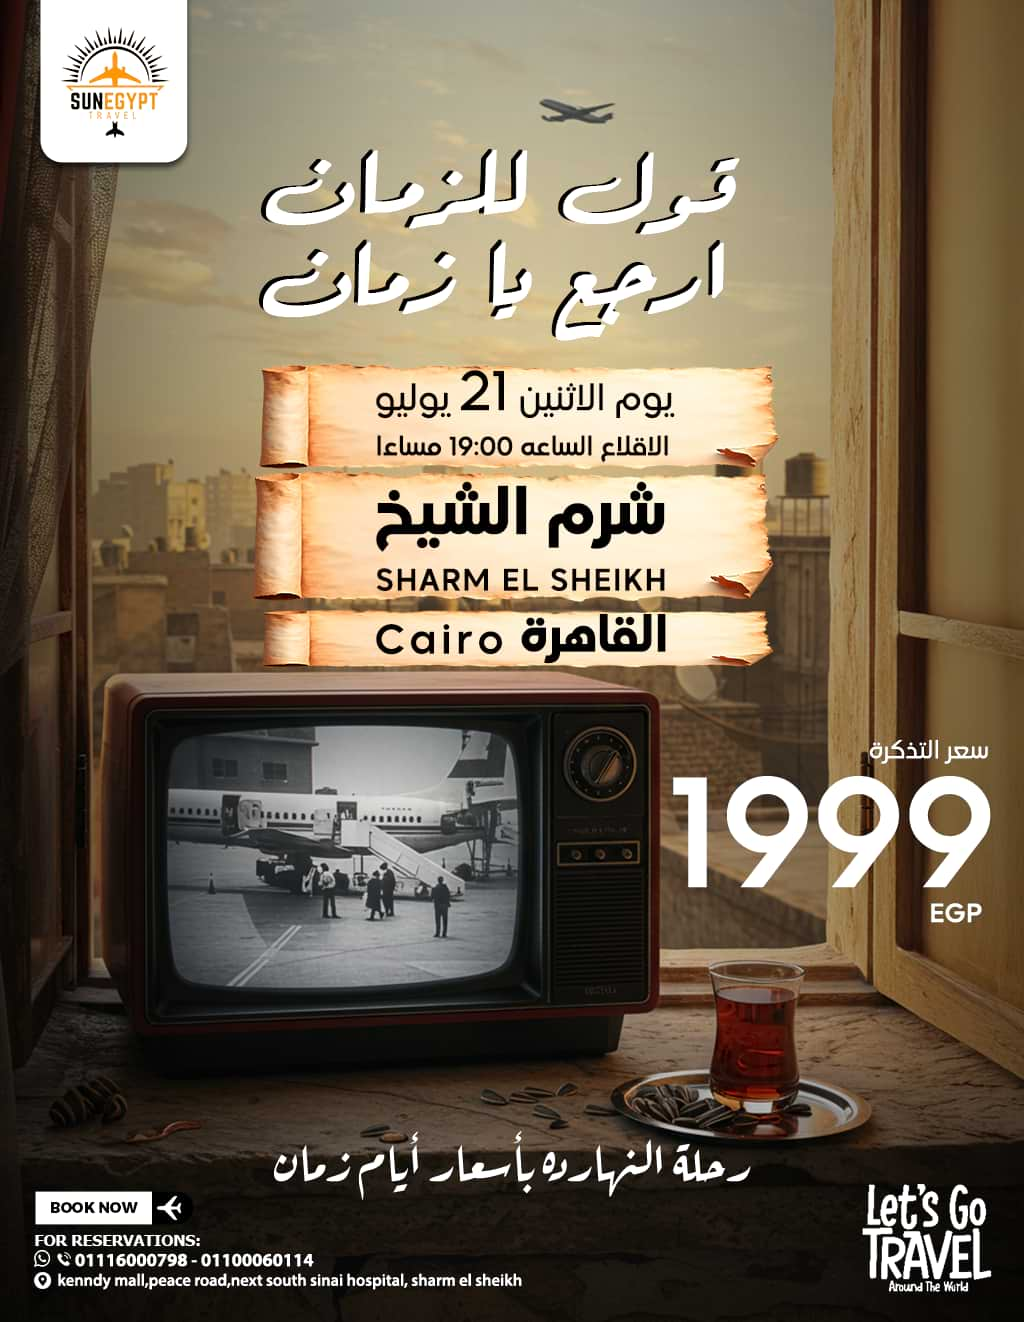 SUNEGYPT
TRAVEL
قول للزمان
ارجع يا زمان
يوم الاثنين 21 يوليو
الاقلاع الساعه 19:00 مساءا
شرم الشيخ
SHARM EL SHEIKH
القاهرة Cairo
سعر التذكرة
1999
EGP
رحلة النهارده بأسعار أيام زمان
BOOK NOW
FOR RESERVATIONS:
01116000798 - 01100060114
kenndy mall,peace road,next south sinai hospital, sharm el sheikh
Let's Go
TRAVEL
Around The World